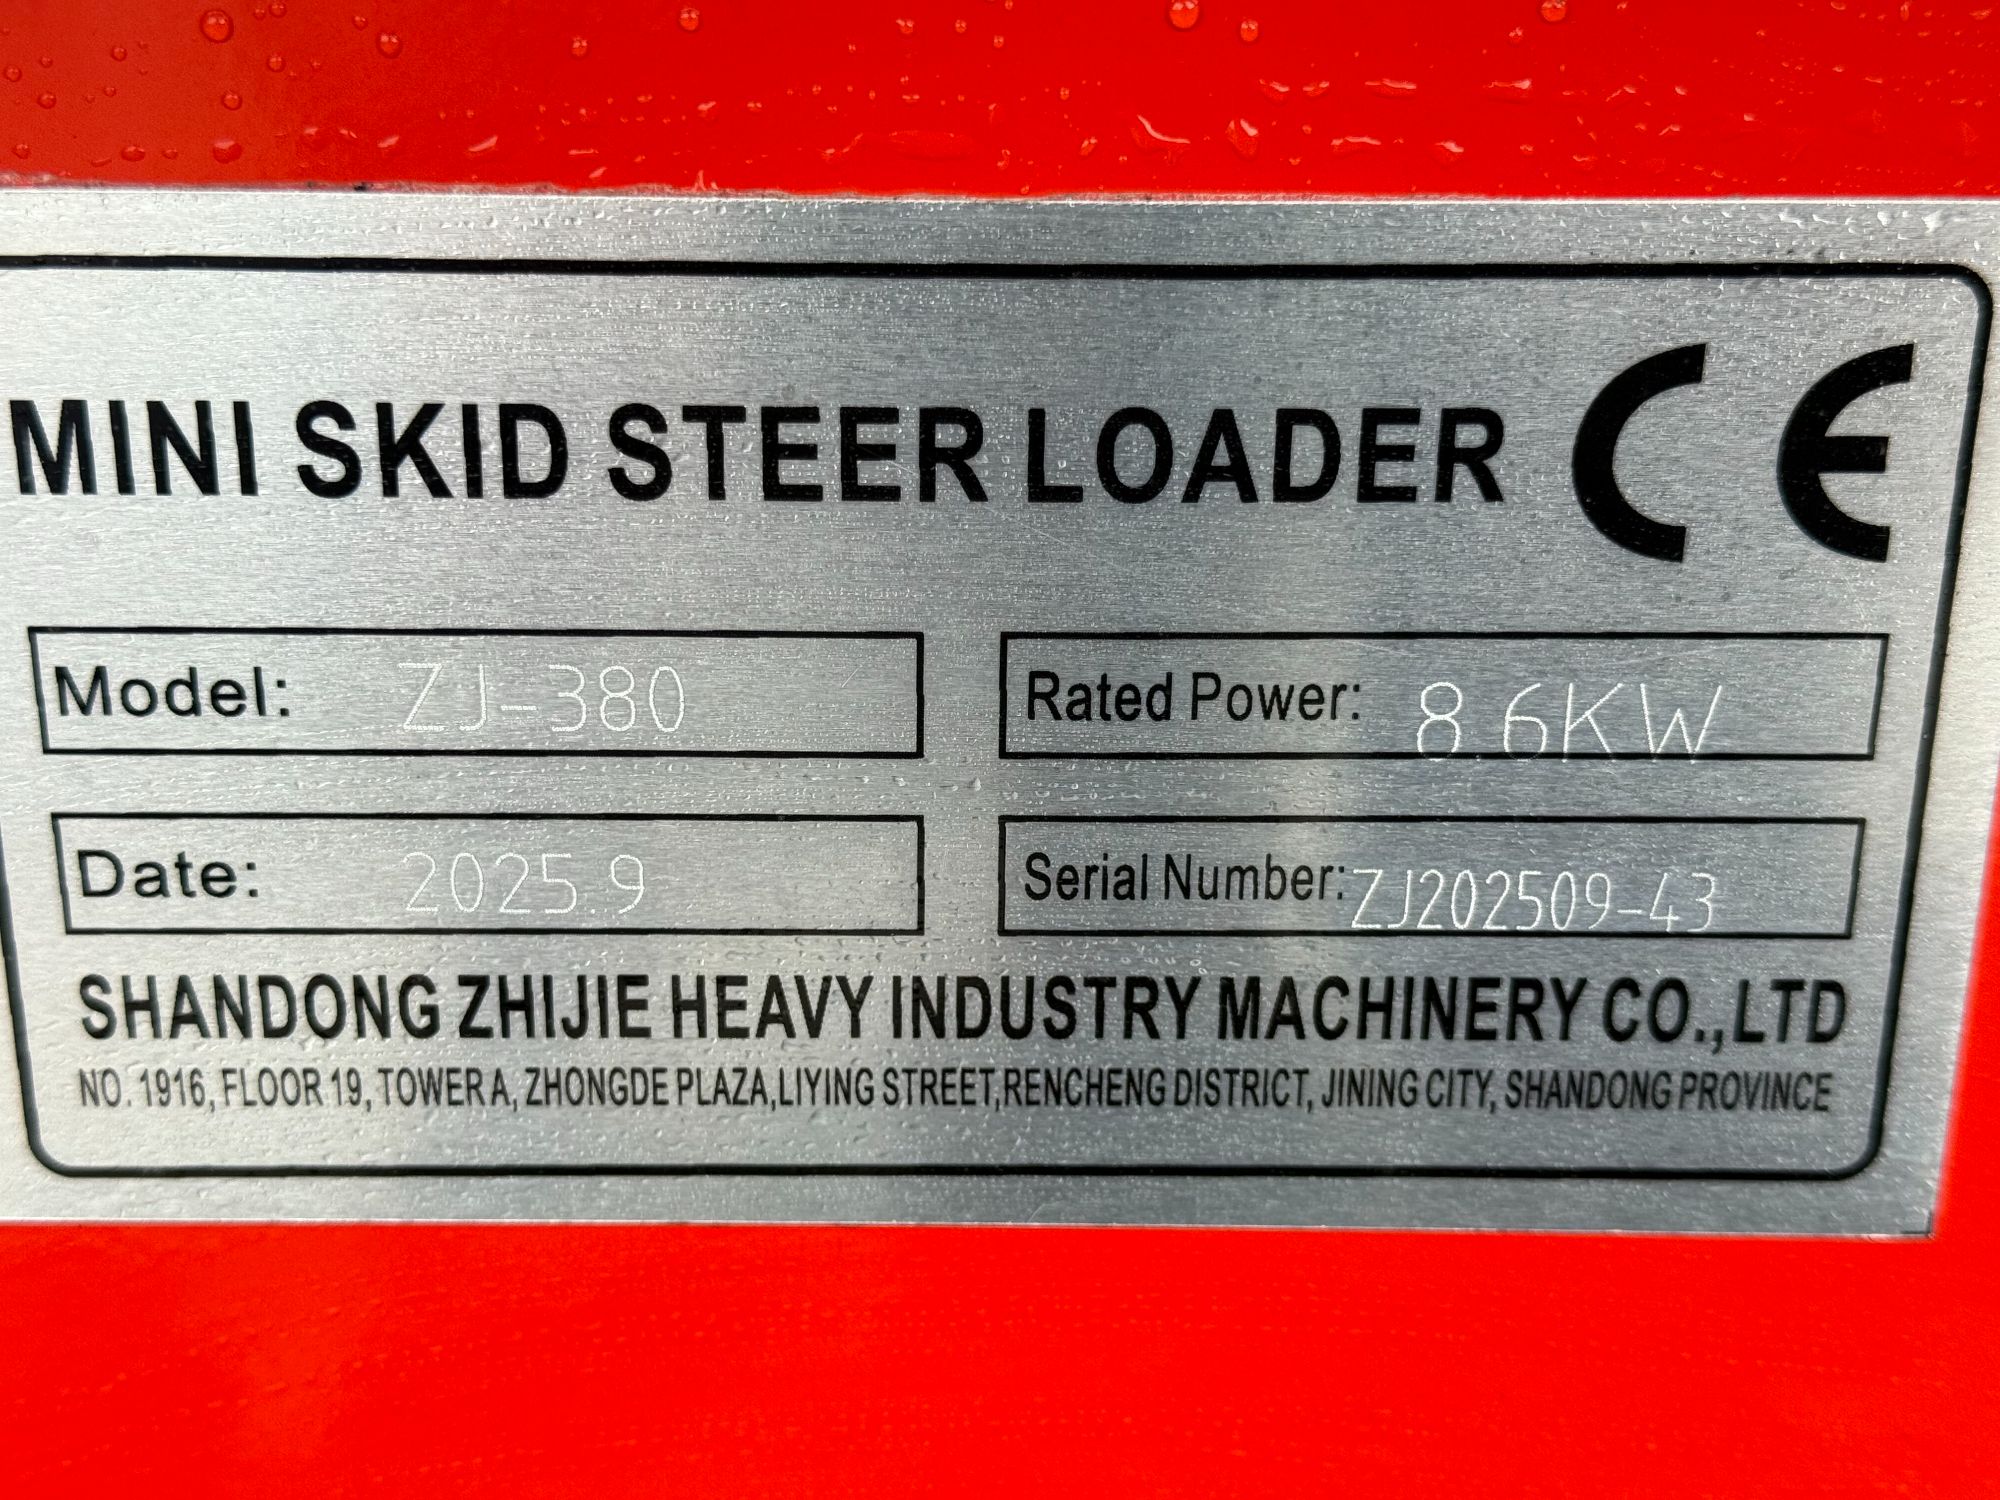 MINI SKID STEER LOADER CE
Model: ZJ-380 Rated Power: 8.6KW
Date: 2025.9 Serial Number: ZJ202509-43
SHANDONG ZHIJIE HEAVY INDUSTRY MACHINERY CO.,LTD
NO. 1916, FLOOR 19, TOWER A, ZHONGDE PLAZA,LIYING STREET,RENCHENG DISTRICT, JINING CITY, SHANDONG PROVINCE